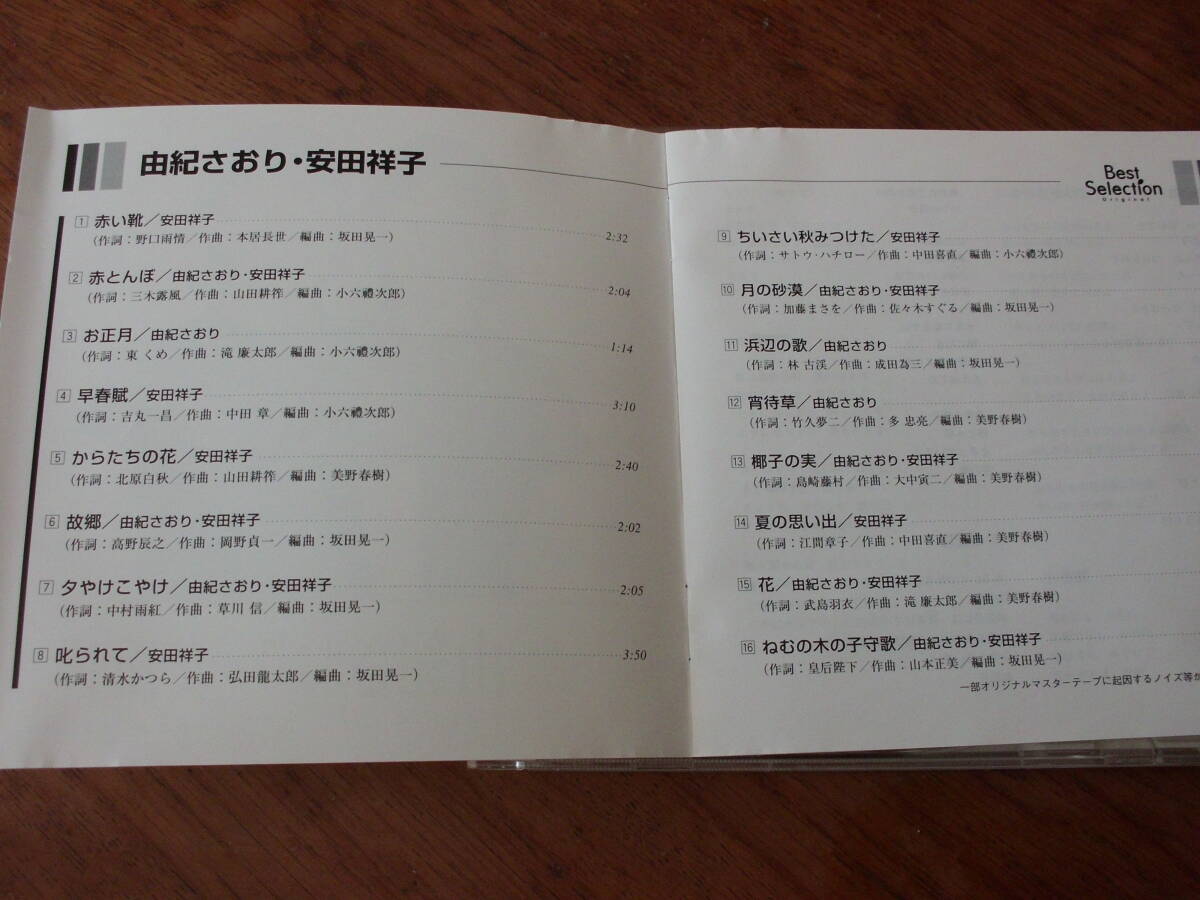 由紀さおり・安田祥子
1 赤い靴／安田祥子 2:32
（作詞：野口雨情／作曲：本居長世／編曲：坂田晃一）
2 赤とんぼ／由紀さおり・安田祥子 2:04
（作詞：三木露風／作曲：山田耕筰／編曲：小六禮次郎）
3 お正月／由紀さおり 1:14
（作詞：東 くめ／作曲：滝 廉太郎／編曲：小六禮次郎）
4 早春賦／安田祥子 3:10
（作詞：吉丸一昌／作曲：中田 章／編曲：小六禮次郎）
5 からたちの花／安田祥子 2:40
（作詞：北原白秋／作曲：山田耕筰／編曲：美野春樹）
6 故郷／由紀さおり・安田祥子 2:02
（作詞：高野辰之／作曲：岡野貞一／編曲：坂田晃一）
7 夕やけこやけ／由紀さおり・安田祥子 2:05
（作詞：中村雨紅／作曲：草川 信／編曲：坂田晃一）
8 叱られて／安田祥子 3:50
（作詞：清水かつら／作曲：弘田龍太郎／編曲：坂田晃一）
Best
Selection
Original
9 ちいさい秋みつけた／安田祥子
（作詞：サトウ・ハチロー／作曲：中田喜直／編曲：小六禮次郎）
10 月の砂漠／由紀さおり・安田祥子
（作詞：加藤まさを／作曲：佐々木すぐる／編曲：坂田晃一）
11 浜辺の歌／由紀さおり
（作詞：林 古渓／作曲：成田為三／編曲：坂田晃一）
12 宵待草／由紀さおり
（作詞：竹久夢二／作曲：多 忠亮／編曲：美野春樹）
13 椰子の実／由紀さおり・安田祥子
（作詞：島崎藤村／作曲：大中寅二／編曲：美野春樹）
14 夏の思い出／安田祥子
（作詞：江間章子／作曲：中田喜直／編曲：美野春樹）
15 花／由紀さおり・安田祥子
（作詞：武島羽衣／作曲：滝 廉太郎／編曲：美野春樹）
16 ねむの木の子守歌／由紀さおり・安田祥子
（作詞：皇后陛下／作曲：山本正美／編曲：坂田晃一）
一部オリジナルマスターテープに起因するノイズ等が